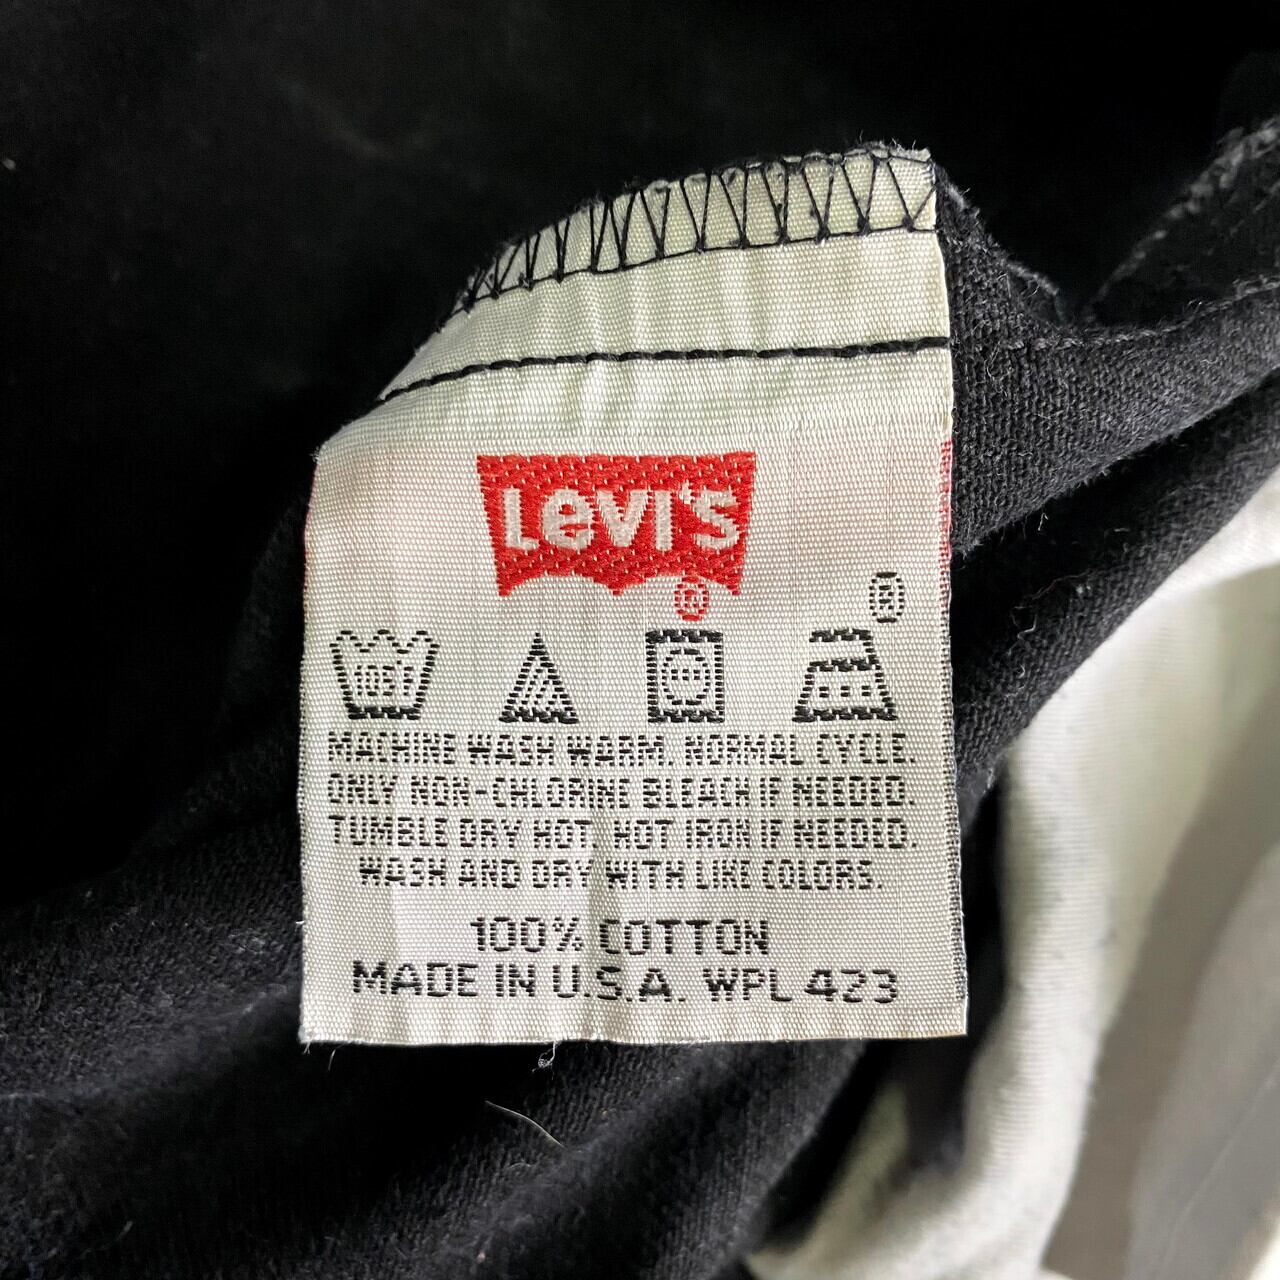 Levi's
®
®
103°F
MACHINE WASH WARM. NORMAL CYCLE.
ONLY NON-CHLORINE BLEACH IF NEEDED.
TUMBLE DRY HOT. HOT IRON IF NEEDED.
WASH AND DRY WITH LIKE COLORS.
100% COTTON
MADE IN U.S.A. WPL 423